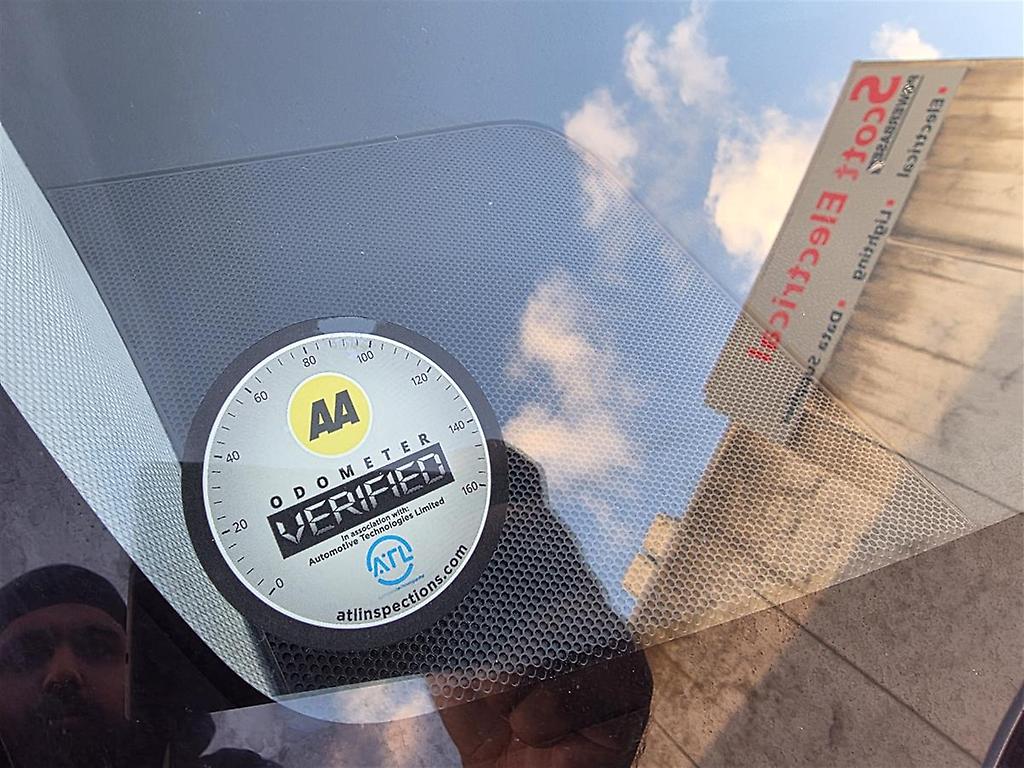 80
100
60
120
40
140
20
160
0
AA
ODOMETER
VERIFIED
In association with:
Automotive Technologies Limited
ATL
atlinspections.com
POWERBASE
Scott Electrical
• Electrical • Lighting • Data